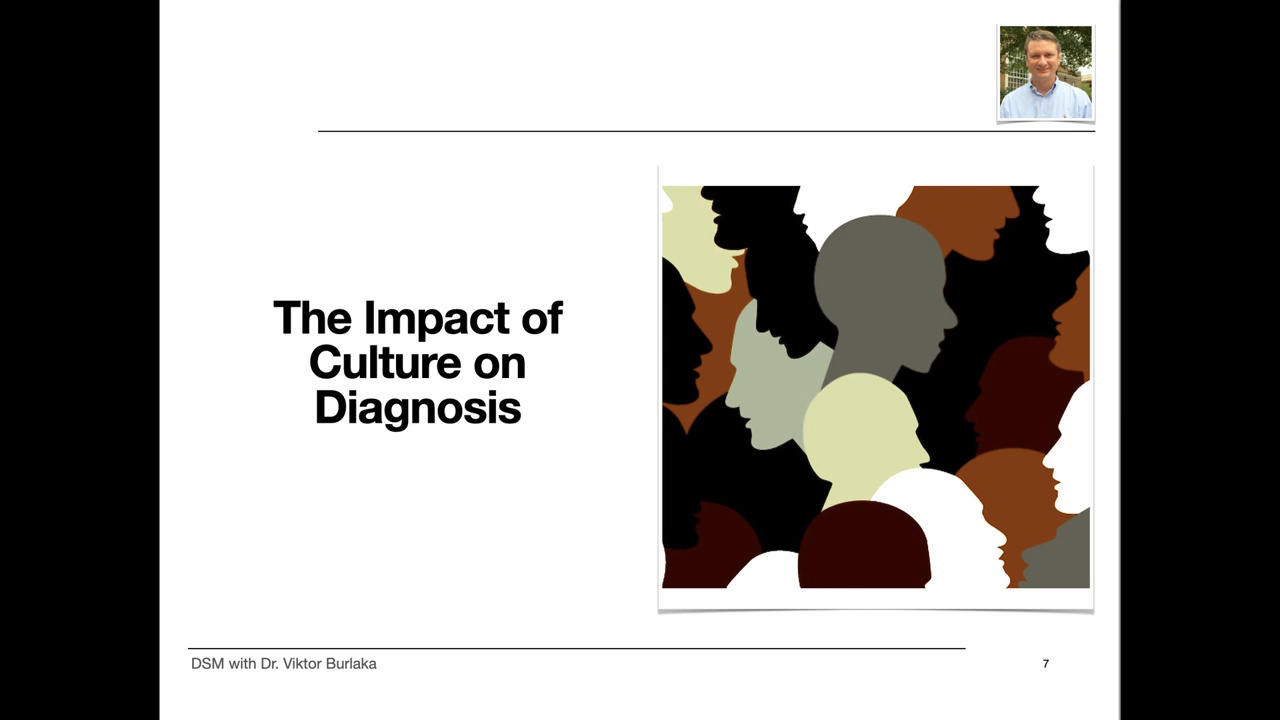 The Impact of
Culture on
Diagnosis
DSM with Dr. Viktor Burlaka
7